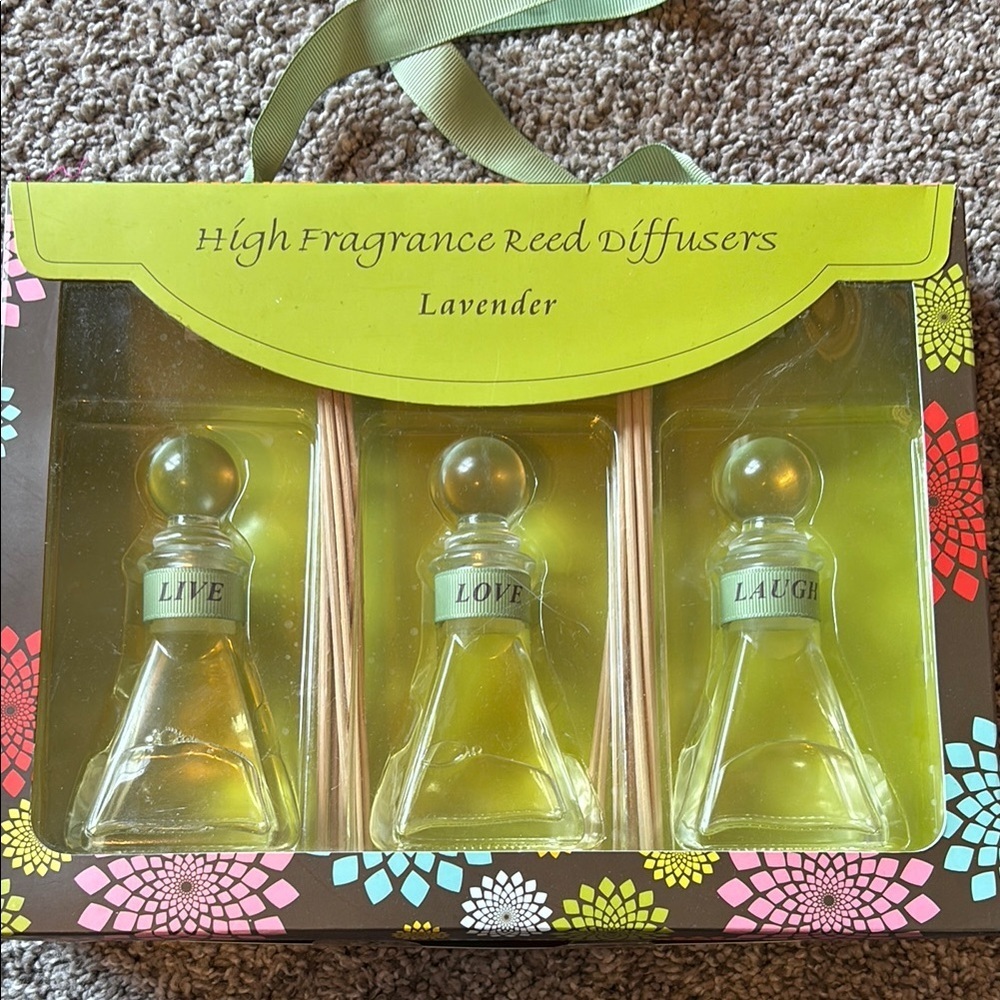 High Fragrance Reed Diffusers
Lavender
LIVE
LOVE
LAUGH